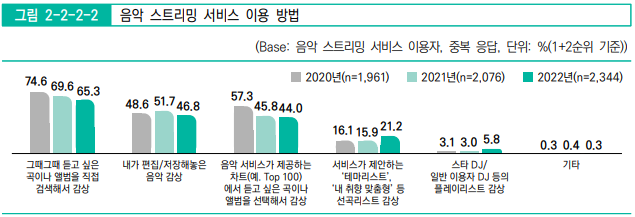 그림 2-2-2-2 음악 스트리밍 서비스 이용 방법
(Base: 음악 스트리밍 서비스 이용자, 중복 응답, 단위: %(1+2순위 기준))
2020년(n=1,961) 2021년(n=2,076) 2022년(n=2,344)
74.6 69.6 65.3
48.6 51.7 46.8
57.3 45.8 44.0
16.1 15.9 21.2
3.1 3.0 5.8
0.3 0.4 0.3
그때그때 듣고 싶은
곡이나 앨범을 직접
검색해서 감상
내가 편집/저장해놓은
음악 감상
음악 서비스가 제공하는
차트(예. Top 100)
에서 듣고 싶은 곡이나
앨범을 선택해서 감상
서비스가 제안하는
'테마리스트',
'내 취향 맞춤형' 등
선곡리스트 감상
스타 DJ/
일반 이용자 DJ 등의
플레이리스트 감상
기타